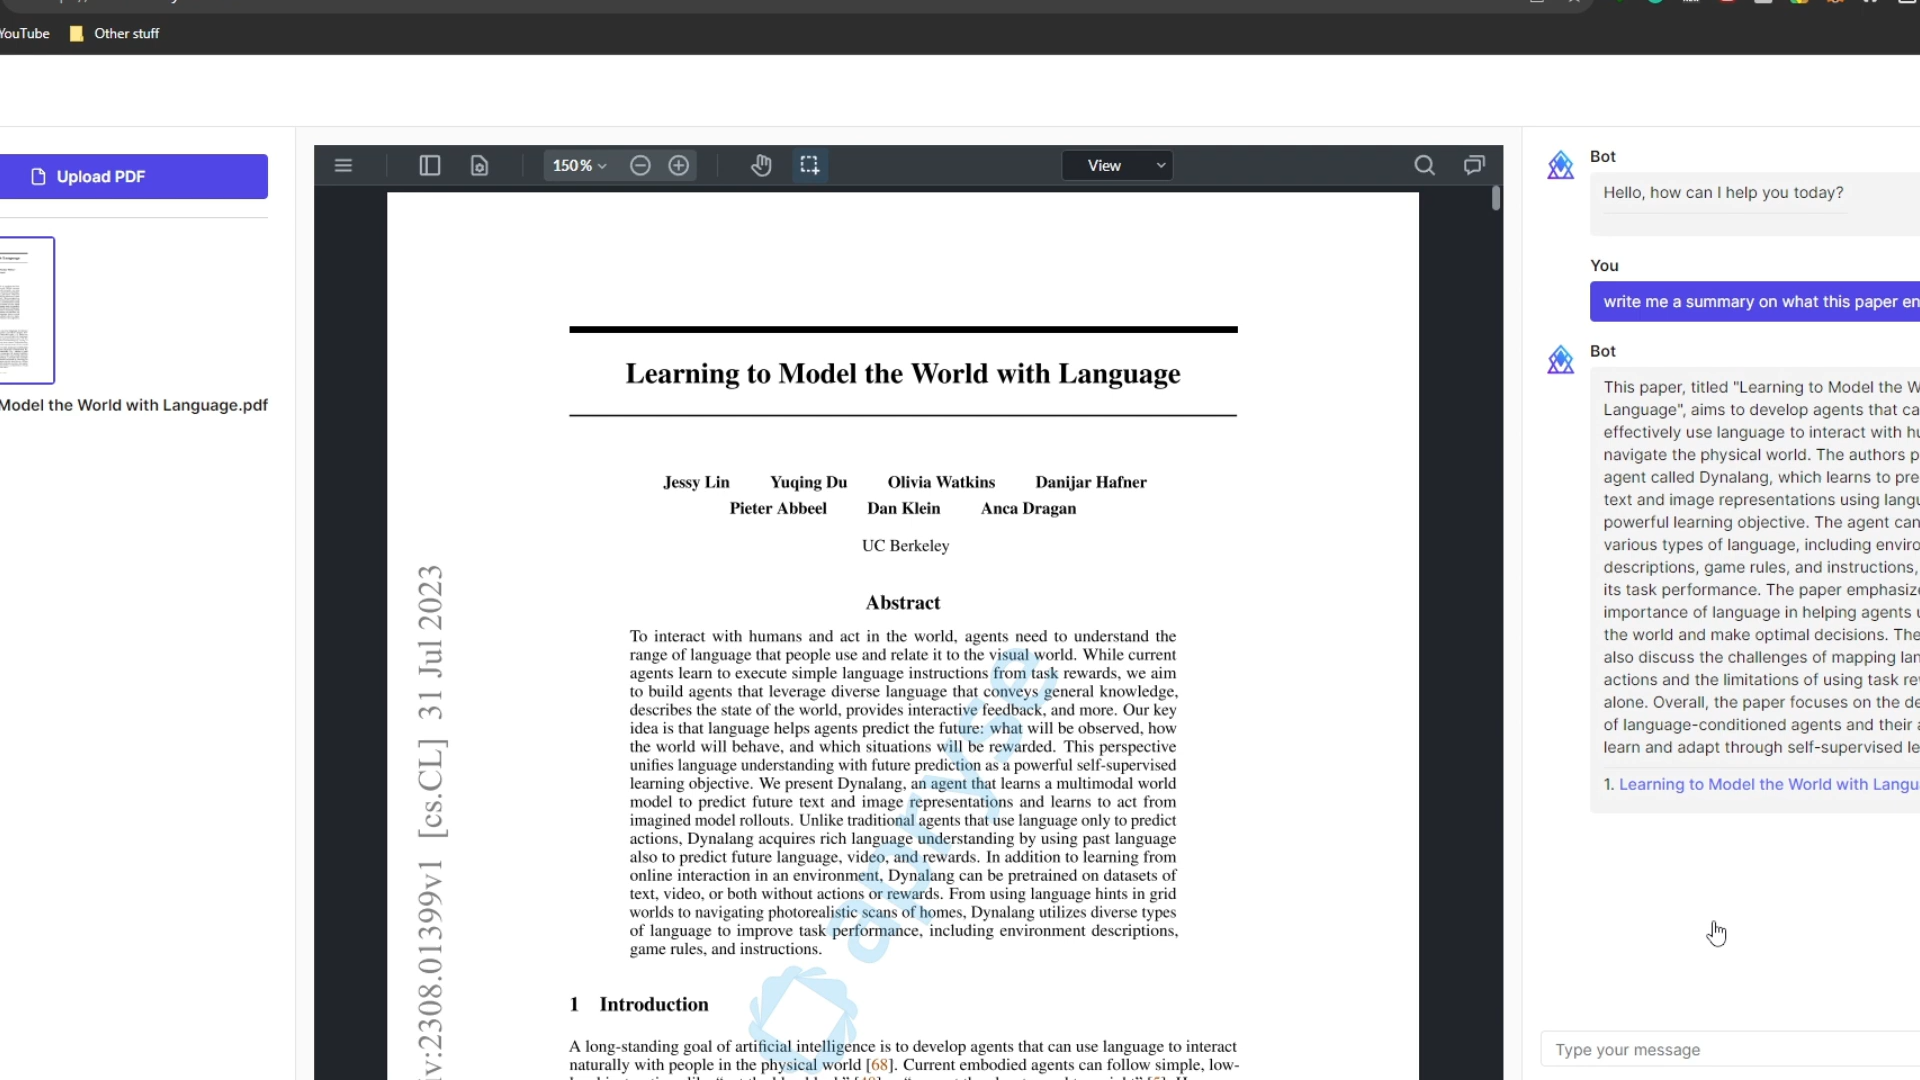 YouTube
Other stuff
Upload PDF
Model the World with Language.pdf
150%
View
Learning to Model the World with Language
Jessy Lin Yuqing Du Olivia Watkins Danijar Hafner
Pieter Abbeel Dan Klein Anca Dragan
UC Berkeley
Abstract
To interact with humans and act in the world, agents need to understand the
range of language that people use and relate it to the visual world. While current
agents learn to execute simple language instructions from task rewards, we aim
to build agents that leverage diverse language that conveys general knowledge,
describes the state of the world, provides interactive feedback, and more. Our key
idea is that language helps agents predict the future: what will be observed, how
the world will behave, and which situations will be rewarded. This perspective
unifies language understanding with future prediction as a powerful self-supervised
learning objective. We present Dynalang, an agent that learns a multimodal world
model to predict future text and image representations and learns to act from
imagined model rollouts. Unlike traditional agents that use language only to predict
actions, Dynalang acquires rich language understanding by using past language
also to predict future language, video, and rewards. In addition to learning from
online interaction in an environment, Dynalang can be pretrained on datasets of
text, video, or both without actions or rewards. From using language hints in grid
worlds to navigating photorealistic scans of homes, Dynalang utilizes diverse types
of language to improve task performance, including environment descriptions,
game rules, and instructions.
1 Introduction
A long-standing goal of artificial intelligence is to develop agents that can use language to interact
naturally with people in the physical world [68]. Current embodied agents can follow simple, low-
iv:2308.01399v1 [cs.CL] 31 Jul 2023
apryse
Bot
Hello, how can I help you today?
You
write me a summary on what this paper en
Bot
This paper, titled "Learning to Model the W
Language", aims to develop agents that ca
effectively use language to interact with hu
navigate the physical world. The authors p
agent called Dynalang, which learns to pre
text and image representations using langu
powerful learning objective. The agent can
various types of language, including enviro
descriptions, game rules, and instructions,
its task performance. The paper emphasize
importance of language in helping agents u
the world and make optimal decisions. The
also discuss the challenges of mapping lan
actions and the limitations of using task re
alone. Overall, the paper focuses on the de
of language-conditioned agents and their a
learn and adapt through self-supervised le
1. Learning to Model the World with Langu
Type your message